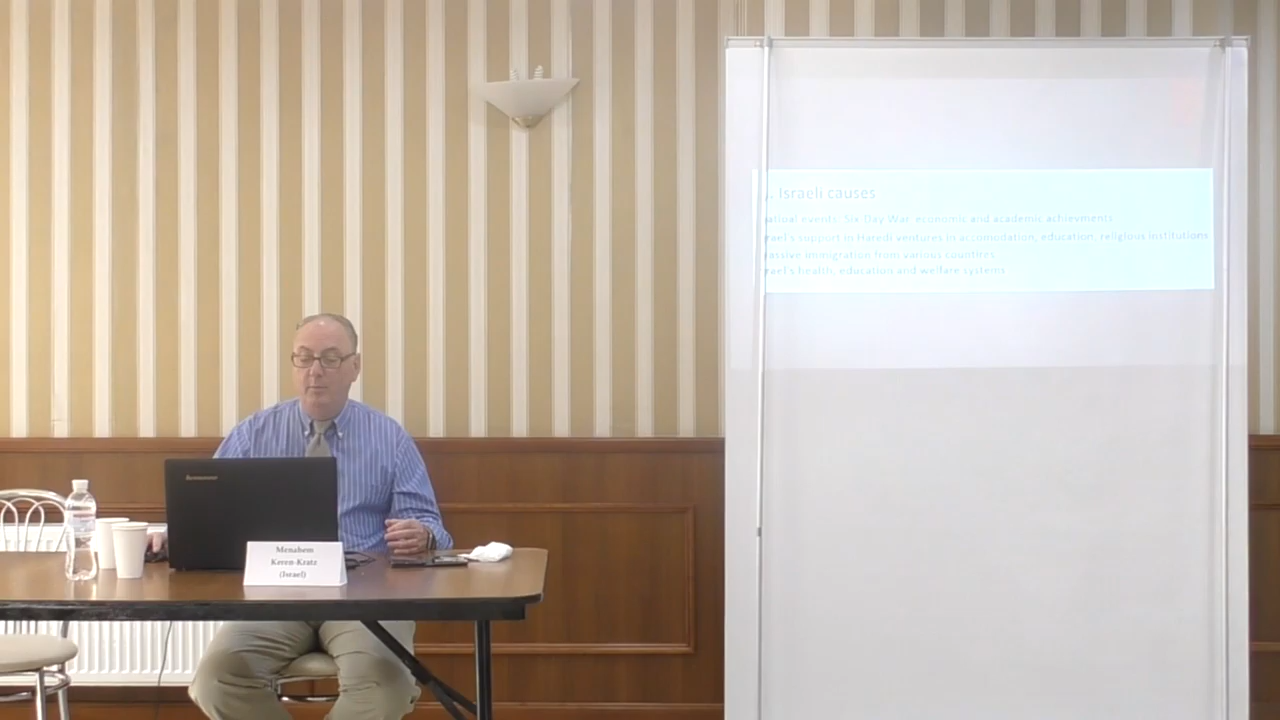 . Israeli causes
events: Six Day War: economic and academic achievments
rael's support in Haredi ventures in accomodation, education, religious institutions
assive immigration from various countries
rael's health, education and welfare systems
lenovo
Menahem
Keren-Kratz
(Israel)